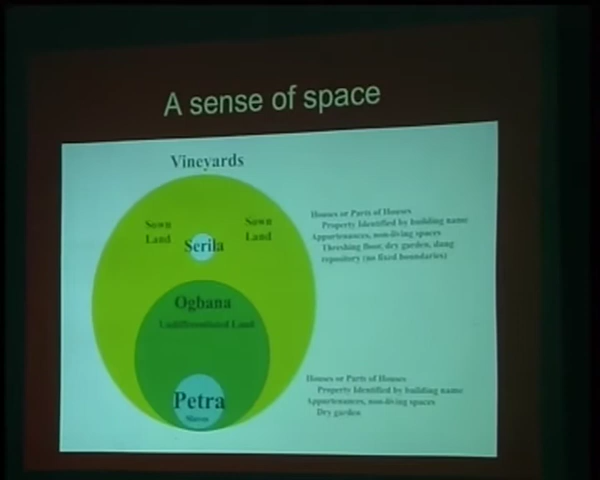 A sense of space
Vineyards
Sown
Land
Sown
Land
Serila
Ogbana
Undifferentiated Land
Petra
Houses or Parts of Houses
Property Identified by building name
Appurtenances, non-living spaces
Threshing floor, dry garden, dung
repository (no fixed boundaries)
Houses or Parts of Houses
Property Identified by building name
Appurtenances, non-living spaces
Dry garden